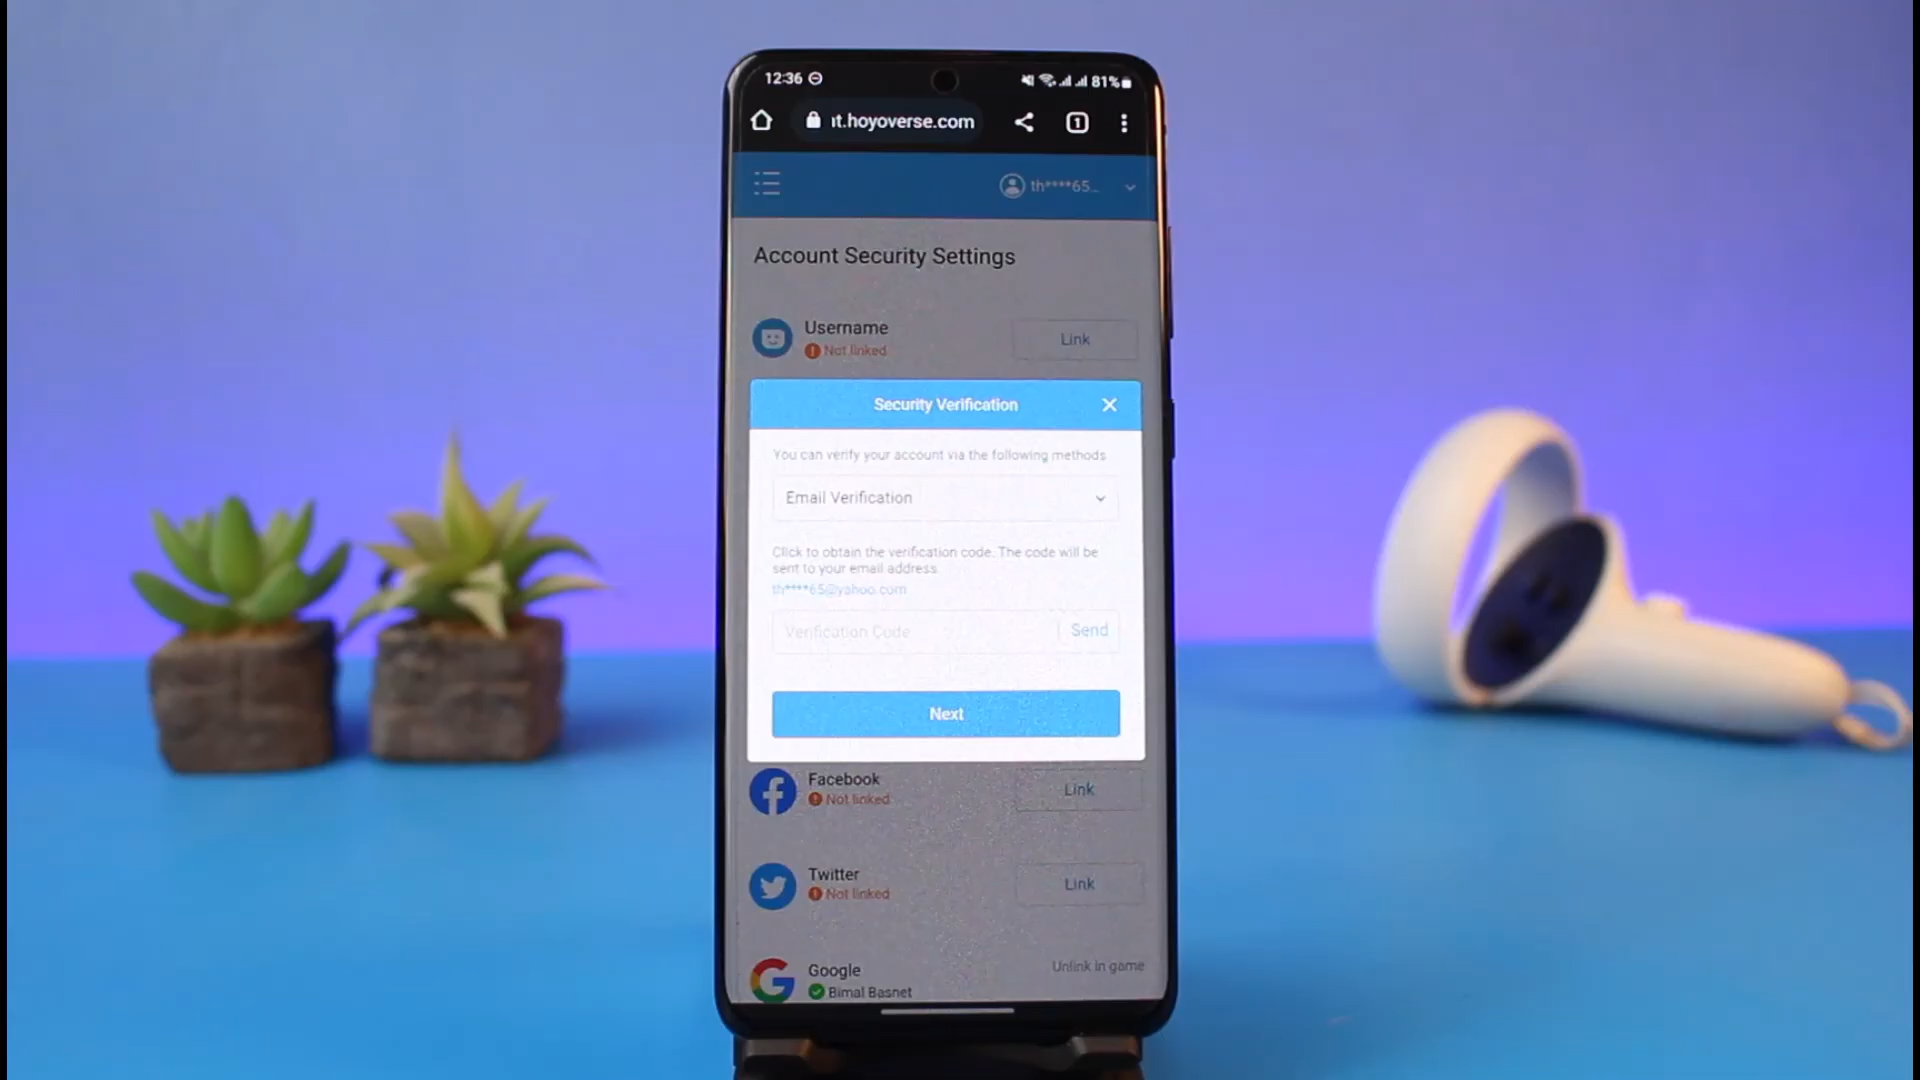 12:36 81%
1t.hoyoverse.com 1
th****65...
Account Security Settings
Username
Not linked
Link
Security Verification
You can verify your account via the following methods
Email Verification
Click to obtain the verification code. The code will be
sent to your email address
th****65@yahoo.com
Verification Code
Send
Next
Facebook
Not linked
Link
Twitter
Not linked
Link
Google
Bimal Basnet
Unlink in game